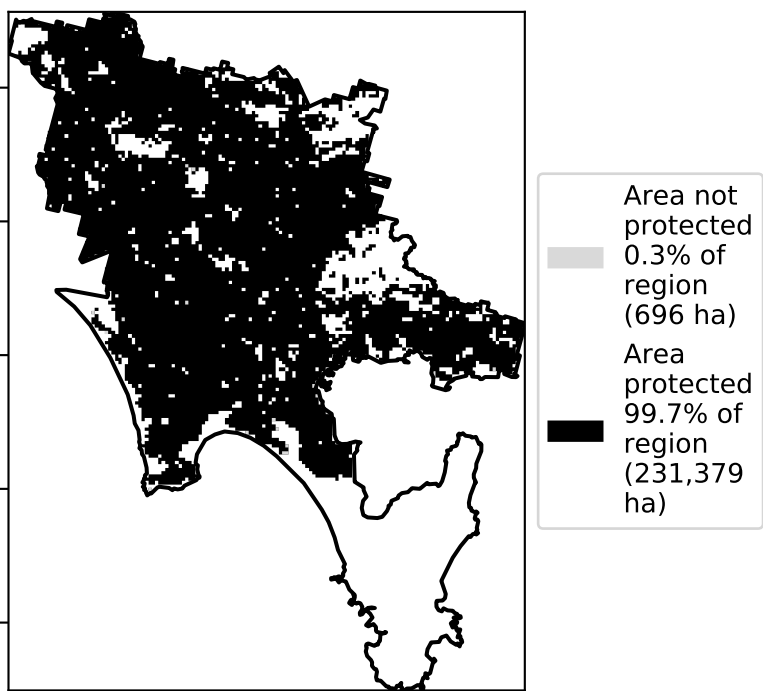 Area not
protected
0.3% of
region
(696 ha)
Area
protected
99.7% of
region
(231,379
ha)